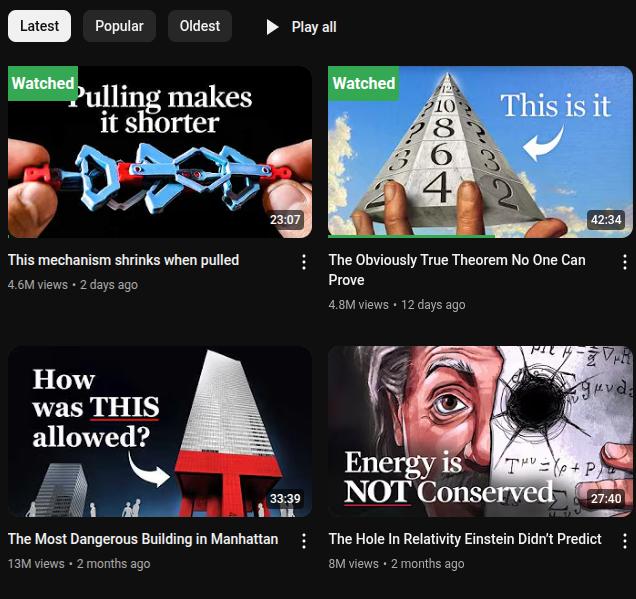 Latest
Popular
Oldest
Play all
Watched
Pulling makes
it shorter
23:07
Watched
This is it
12
10
8
6
4
3
2
42:34
This mechanism shrinks when pulled
4.6M views • 2 days ago
The Obviously True Theorem No One Can
Prove
4.8M views • 12 days ago
How
was THIS
allowed?
33:39
Energy is
NOT Conserved
27:40
The Most Dangerous Building in Manhattan
13M views • 2 months ago
The Hole In Relativity Einstein Didn't Predict
8M views • 2 months ago